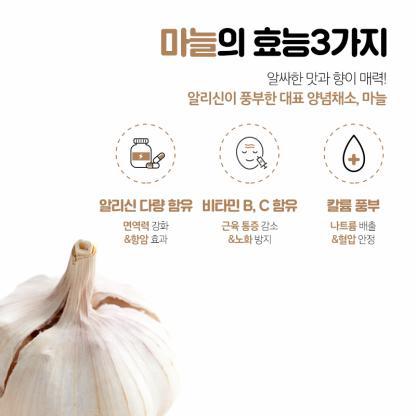 마늘의 효능3가지
알싸한 맛과 향이 매력!
알리신이 풍부한 대표 양념채소, 마늘
알리신 다량 함유
면역력 강화
&항암 효과
비타민 B, C 함유
근육 통증 감소
&노화 방지
칼륨 풍부
나트륨 배출
&혈압 안정